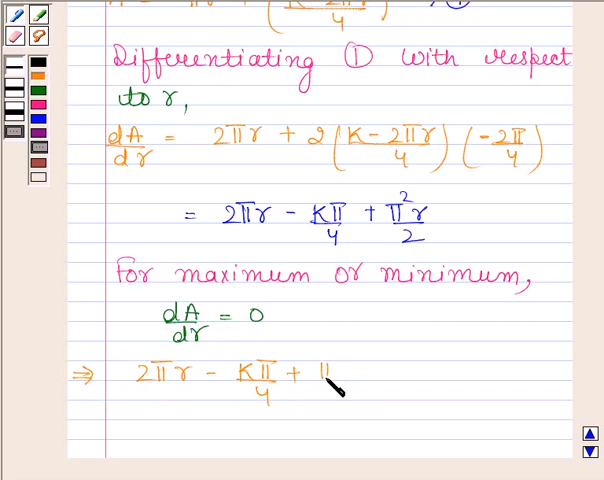 Differentiating ① with respect
to r,
dA/dr = 2πr + 2((K - 2πr)/4)(-2π/4)
= 2πr - Kπ/4 + π²r/2
For maximum or minimum,
dA/dr = 0
⇒ 2πr - Kπ/4 + π